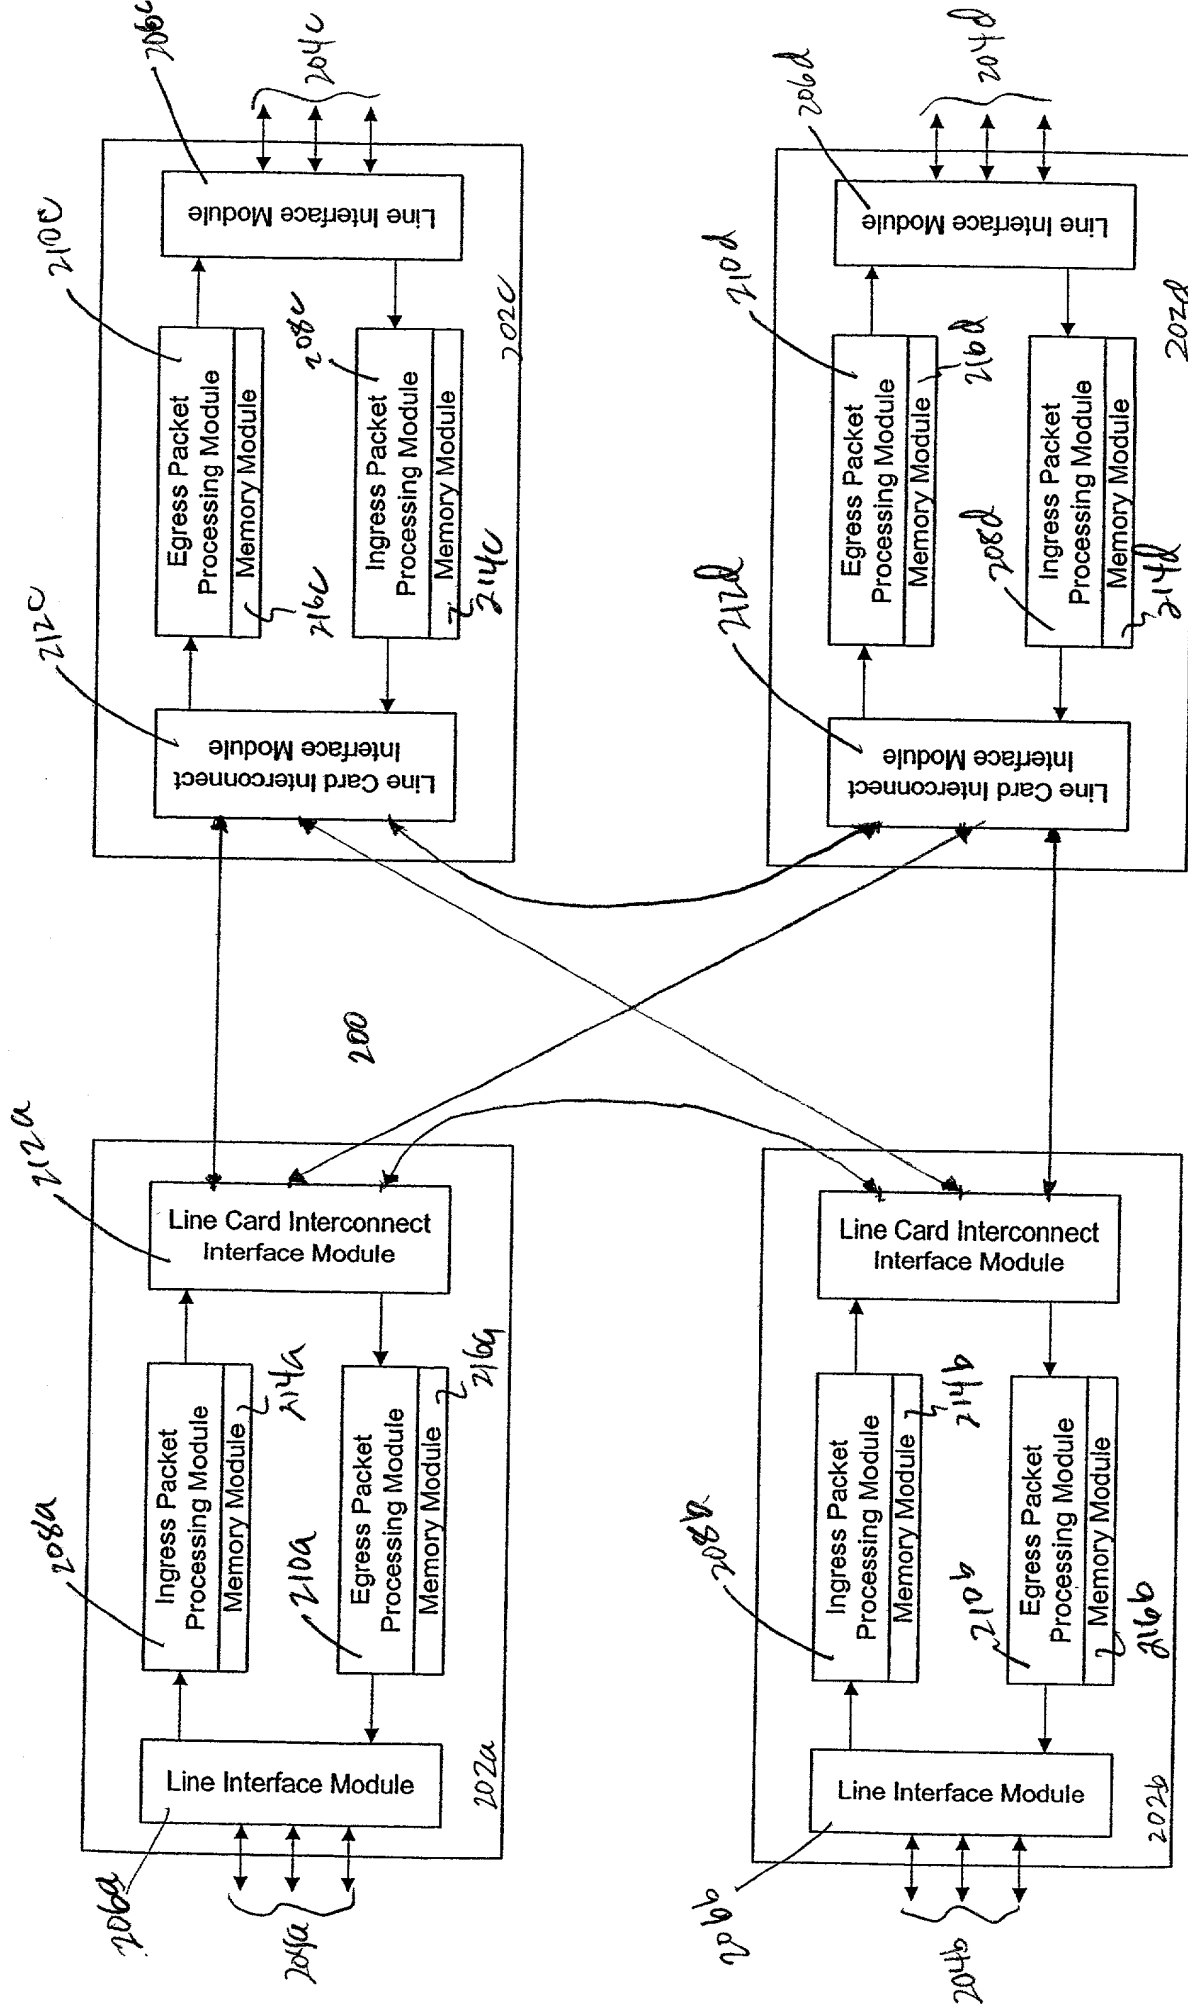 206c
204c
210c
Line Interface
Module
208c
202c
Egress Packet
Processing Module
Memory Module
216c
Ingress Packet
Processing Module
Memory Module
214c
212c
Line Card Interconnect
Interface Module
206d
204d
210d
Line Interface
Module
202d
Egress Packet
Processing Module
Memory Module
216d
208d
Ingress Packet
Processing Module
Memory Module
214d
212d
Line Card Interconnect
Interface Module
200
212a
Line Card Interconnect
Interface Module
208a
Ingress Packet
Processing Module
Memory Module
214a
210a
Egress Packet
Processing Module
Memory Module
216a
Line Interface Module
202a
206a
204a
Line Card Interconnect
Interface Module
208b
Ingress Packet
Processing Module
Memory Module
214b
210b
Egress Packet
Processing Module
Memory Module
216b
Line Interface Module
202b
206b
204b